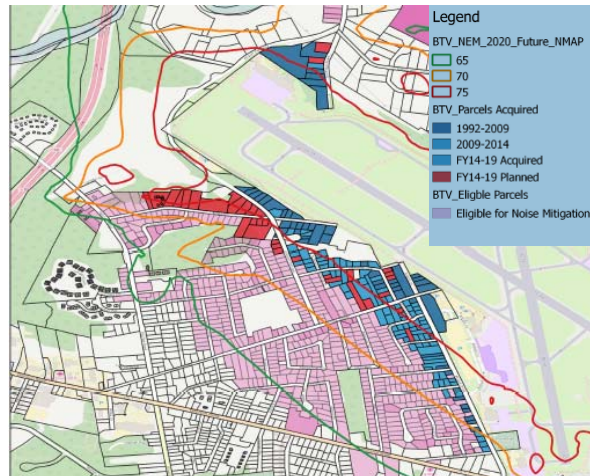 Legend
BTV_NEM_2020_Future_NMAP
65
70
75
BTV_Parcels Acquired
1992-2009
2009-2014
FY14-19 Acquired
FY14-19 Planned
BTV_Eligble Parcels
Eligible for Noise Mitigation